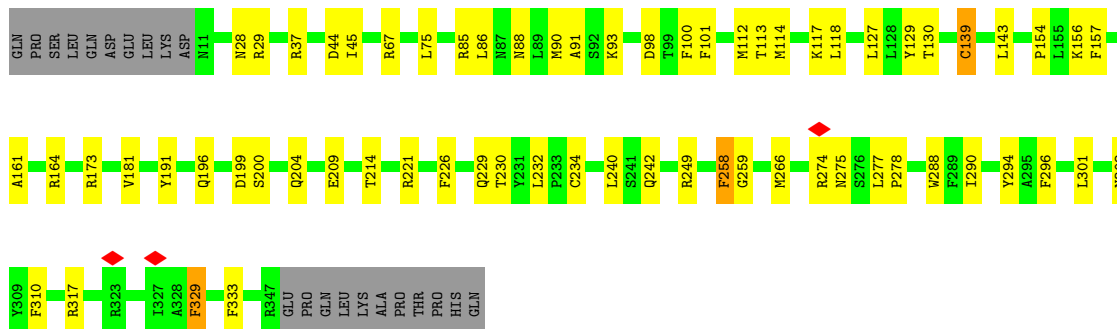 GLN PRO SER LEU GLN ASP GLU LEU LYS ASP N11 N28 R29 R37 D44 I45 R67 L75 R85 L86 N87 N88 L89 M90 A91 S92 K93 D98 T99 F100 F101 M112 T113 M114 K117 L118 L127 L128 Y129 T130 C139 L143 P154 L155 K156 F157
A161 R164 R173 V181 Y191 Q196 D199 S200 Q204 E209 T214 R221 F226 Q229 T230 Y231 L232 P233 C234 L240 S241 Q242 R249 F258 G259 M266 R274 N275 S276 L277 P278 W288 F289 I290 Y294 A295 F296 L301
Y309 F310 R317 R323 I327 A328 F329 F333 R347 GLU PRO GLN LEU LYS ALA PRO THR PRO HIS GLN